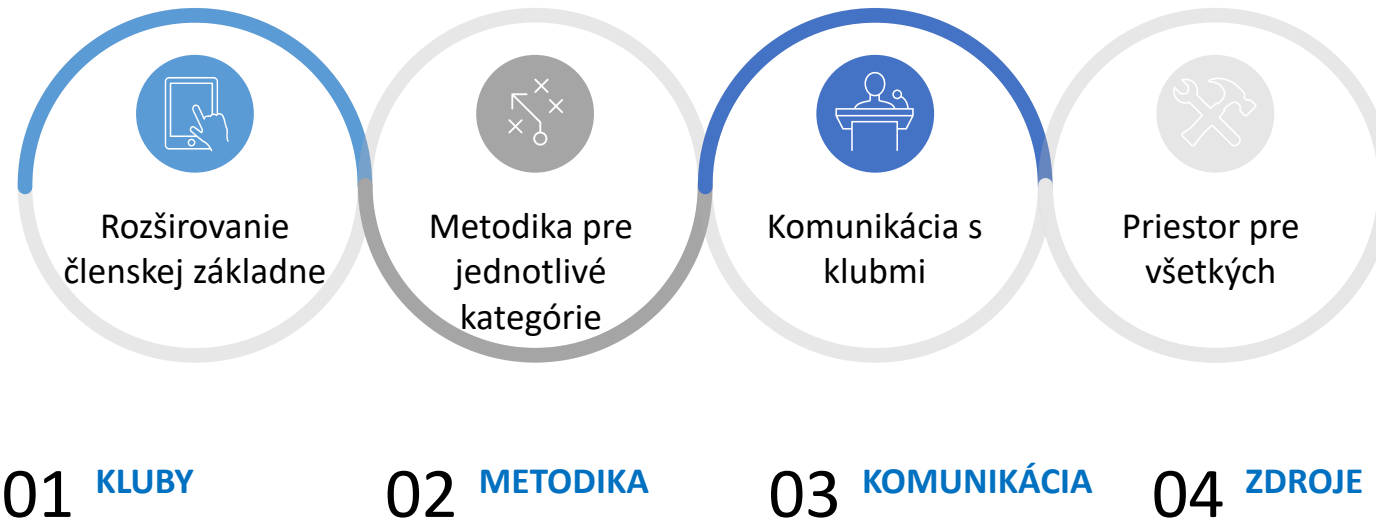 Rozširovanie
členskej základne
Metodika pre
jednotlivé
kategórie
Komunikácia s
klubmi
Priestor pre
všetkých
01 KLUBY
02 METODIKA
03 KOMUNIKÁCIA
04 ZDROJE